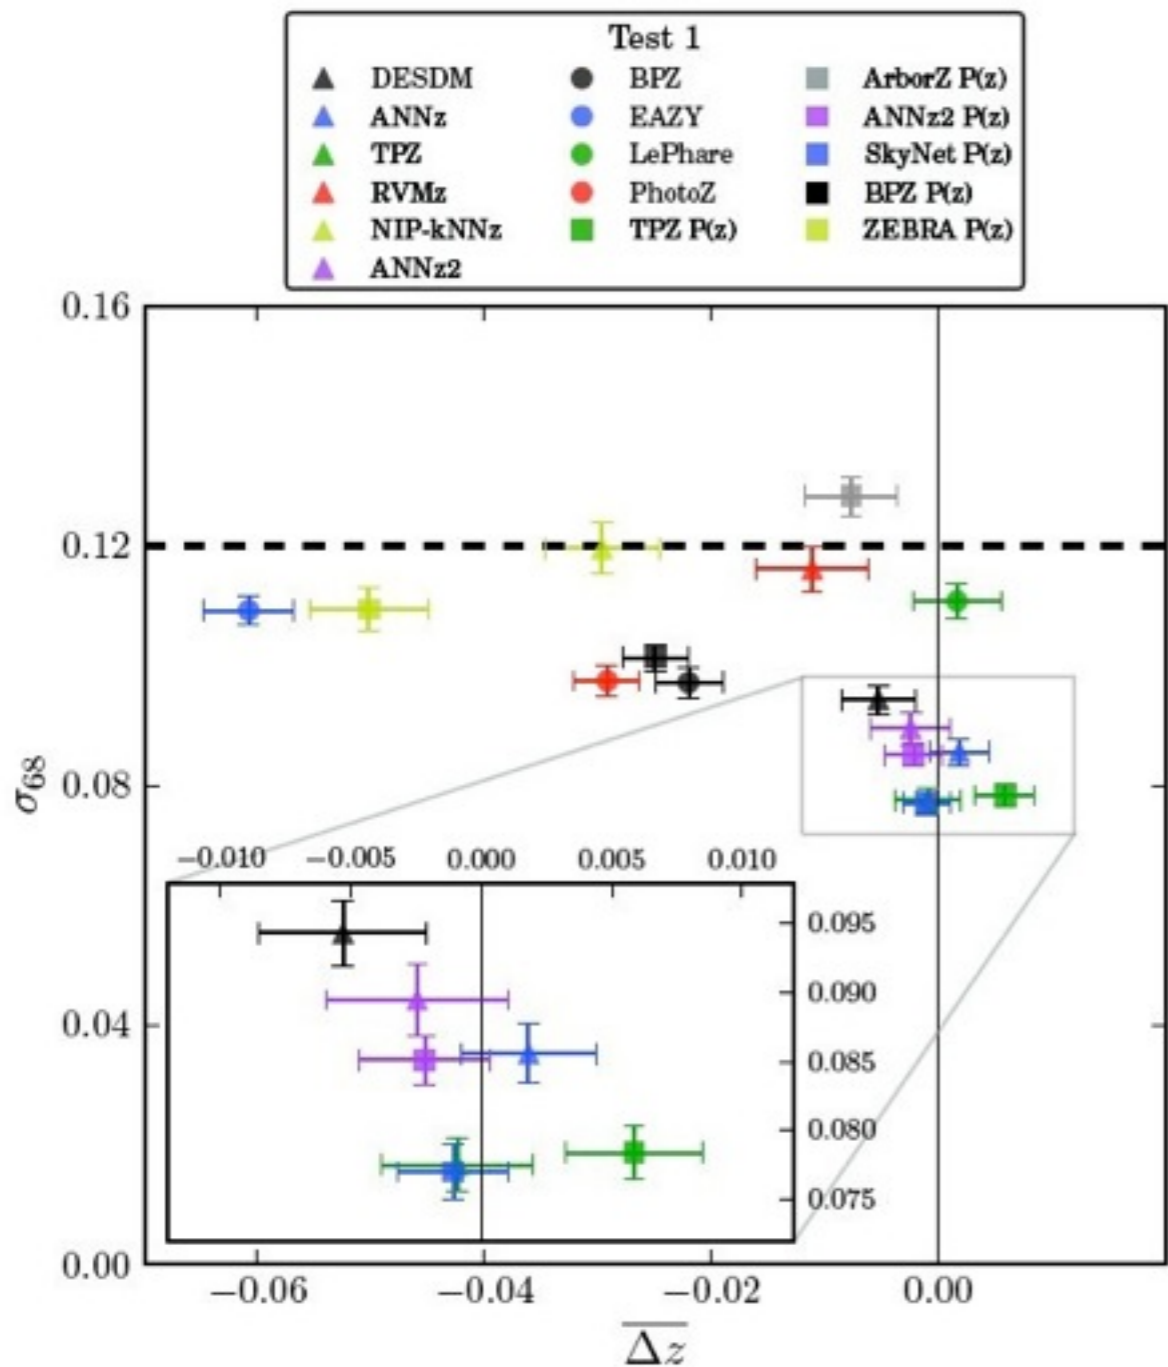 Test 1
DESDM BPZ ArborZ P(z)
ANNz EAZY ANNz2 P(z)
TPZ LePhare SkyNet P(z)
RVMz PhotoZ BPZ P(z)
NIP-kNNz TPZ P(z) ZEBRA P(z)
ANNz2
0.16
0.12
0.08
0.04
0.00
σ68
−0.010 −0.005 0.000 0.005 0.010
0.095
0.090
0.085
0.080
0.075
−0.06 −0.04 −0.02 0.00
Δz